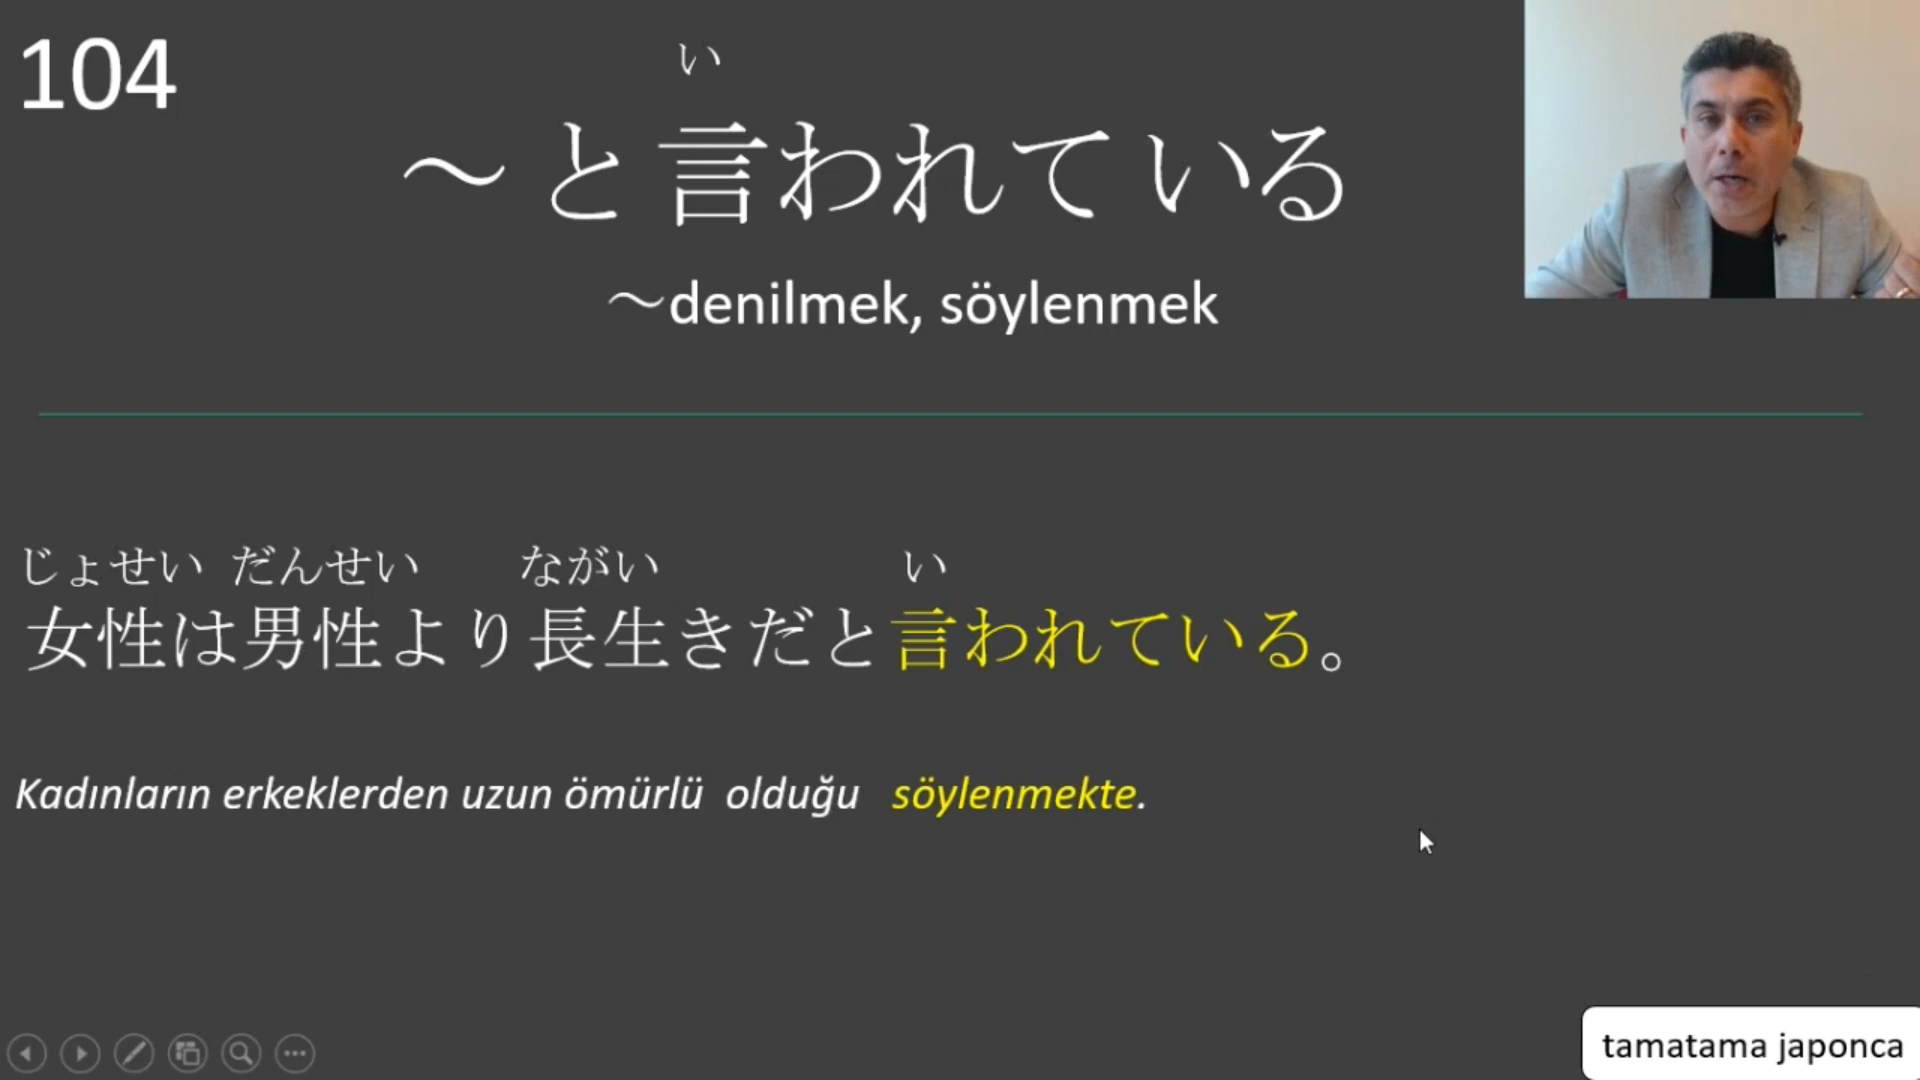 104
い
～と言われている
～denilmek, söylenmek
じょせい だんせい ながい い
女性は男性より長生きだと言われている。
Kadınların erkeklerden uzun ömürlü olduğu söylenmekte.
tamatama japonca